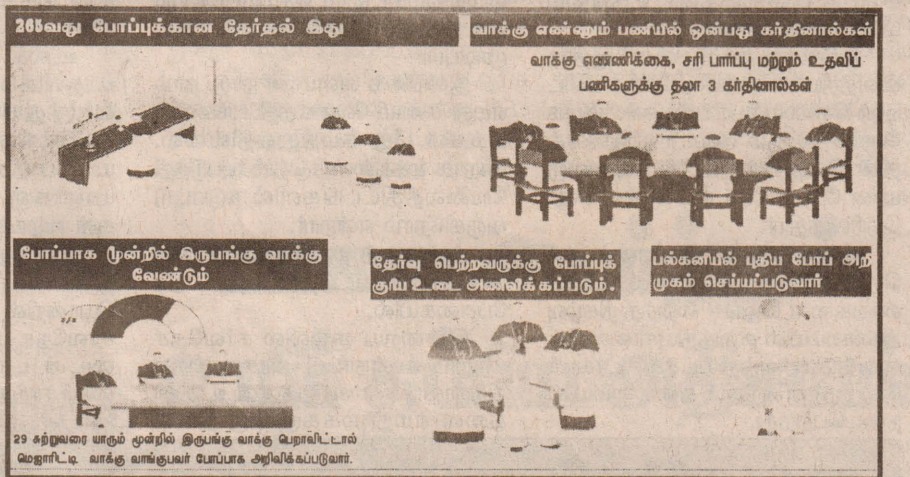 265வது போப்புக்கான தேர்தல் இது
வாக்கு எண்ணும் பணியில் ஒன்பது கர்தினால்கள்
வாக்கு எண்ணிக்கை, சரி பார்ப்பு மற்றும் உதவிப்
பணிகளுக்கு தலா 3 கர்தினால்கள்
போப்பாக மூன்றில் இருபங்கு வாக்கு
வேண்டும்
தேர்வு பெற்றவருக்கு போப்புக்
குரிய உடை அணிவிக்கப்படும்.
பல்கனியில் புதிய போப் அறி
முகம் செய்யப்படுவார்
29 சுற்றுவரை யாரும் மூன்றில் இருபங்கு வாக்கு பெறாவிட்டால்
மெஜாரிட்டி வாக்கு வாங்குபவர் போப்பாக அறிவிக்கப்படுவார்.